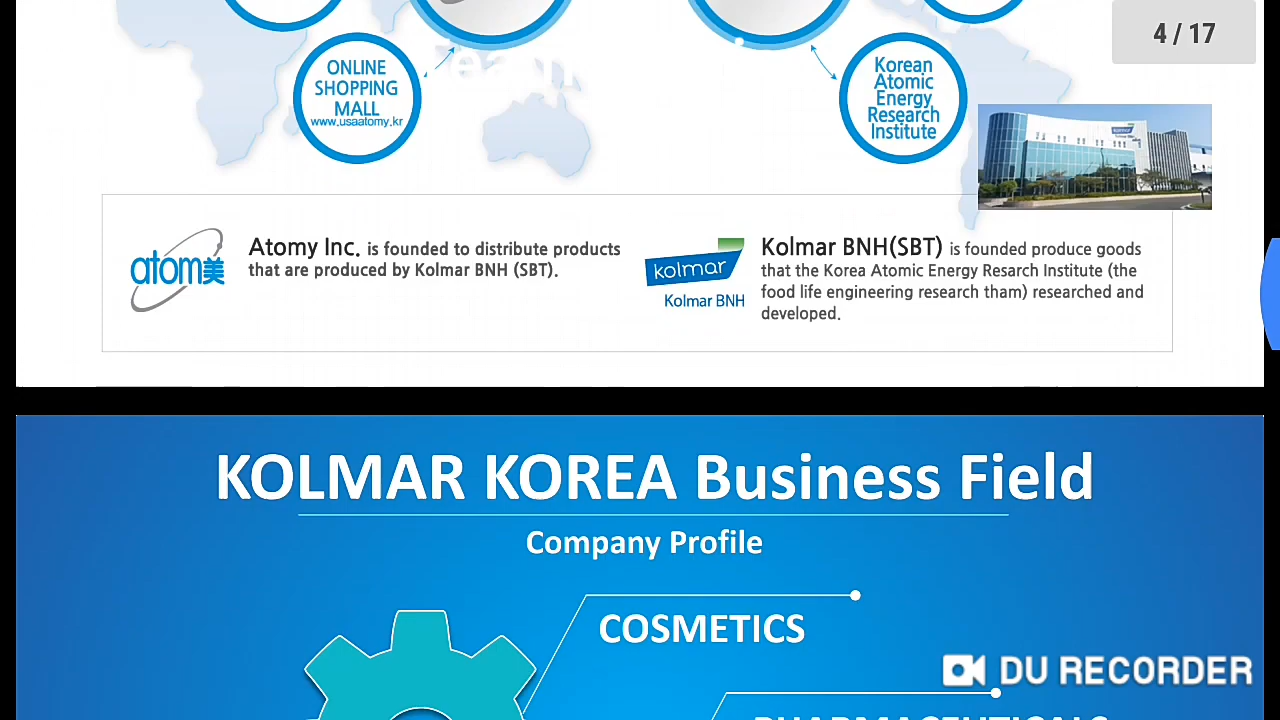 4 / 17
ONLINE
SHOPPING
MALL
www.usaatomy.kr
Korean
Atomic
Energy
Research
Institute
kolmar
atom美
Atomy Inc. is founded to distribute products
that are produced by Kolmar BNH (SBT).
kolmar
Kolmar BNH
Kolmar BNH(SBT) is founded produce goods
that the Korea Atomic Energy Resarch Institute (the
food life engineering research tham) researched and
developed.
KOLMAR KOREA Business Field
Company Profile
COSMETICS
DU RECORDER
PHARMACEUTICALS